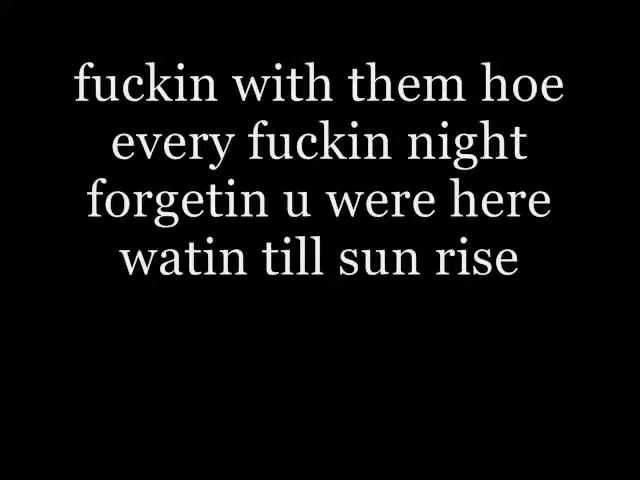 fuckin with them hoe
every fuckin night
forgetin u were here
watin till sun rise